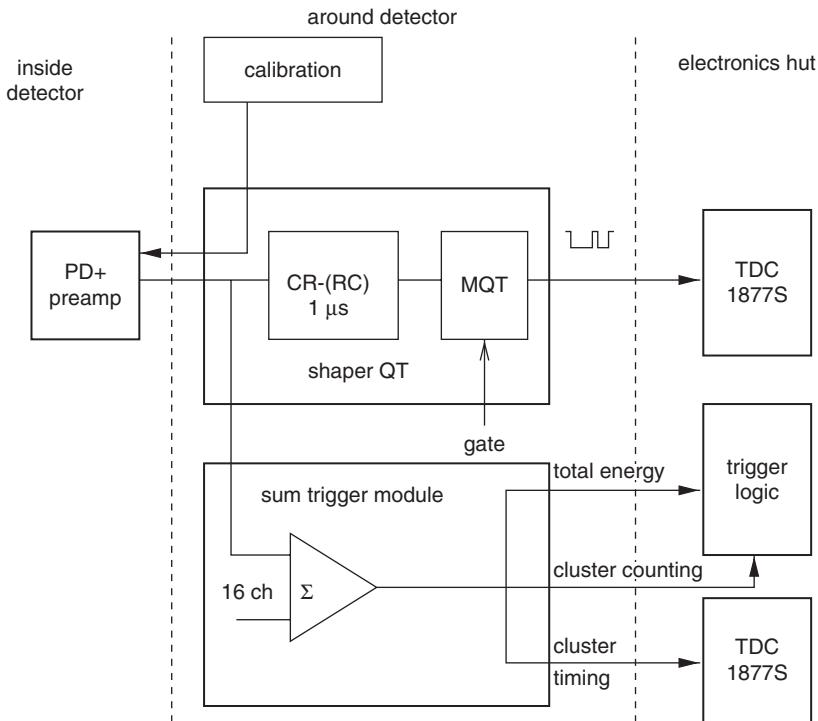 around detector
inside
detector
electronics hut
calibration
PD+
preamp
CR-(RC)
1 μs
MQT
shaper QT
TDC
1877S
gate
sum trigger module
total energy
trigger
logic
16 ch
Σ
cluster counting
cluster
timing
TDC
1877S